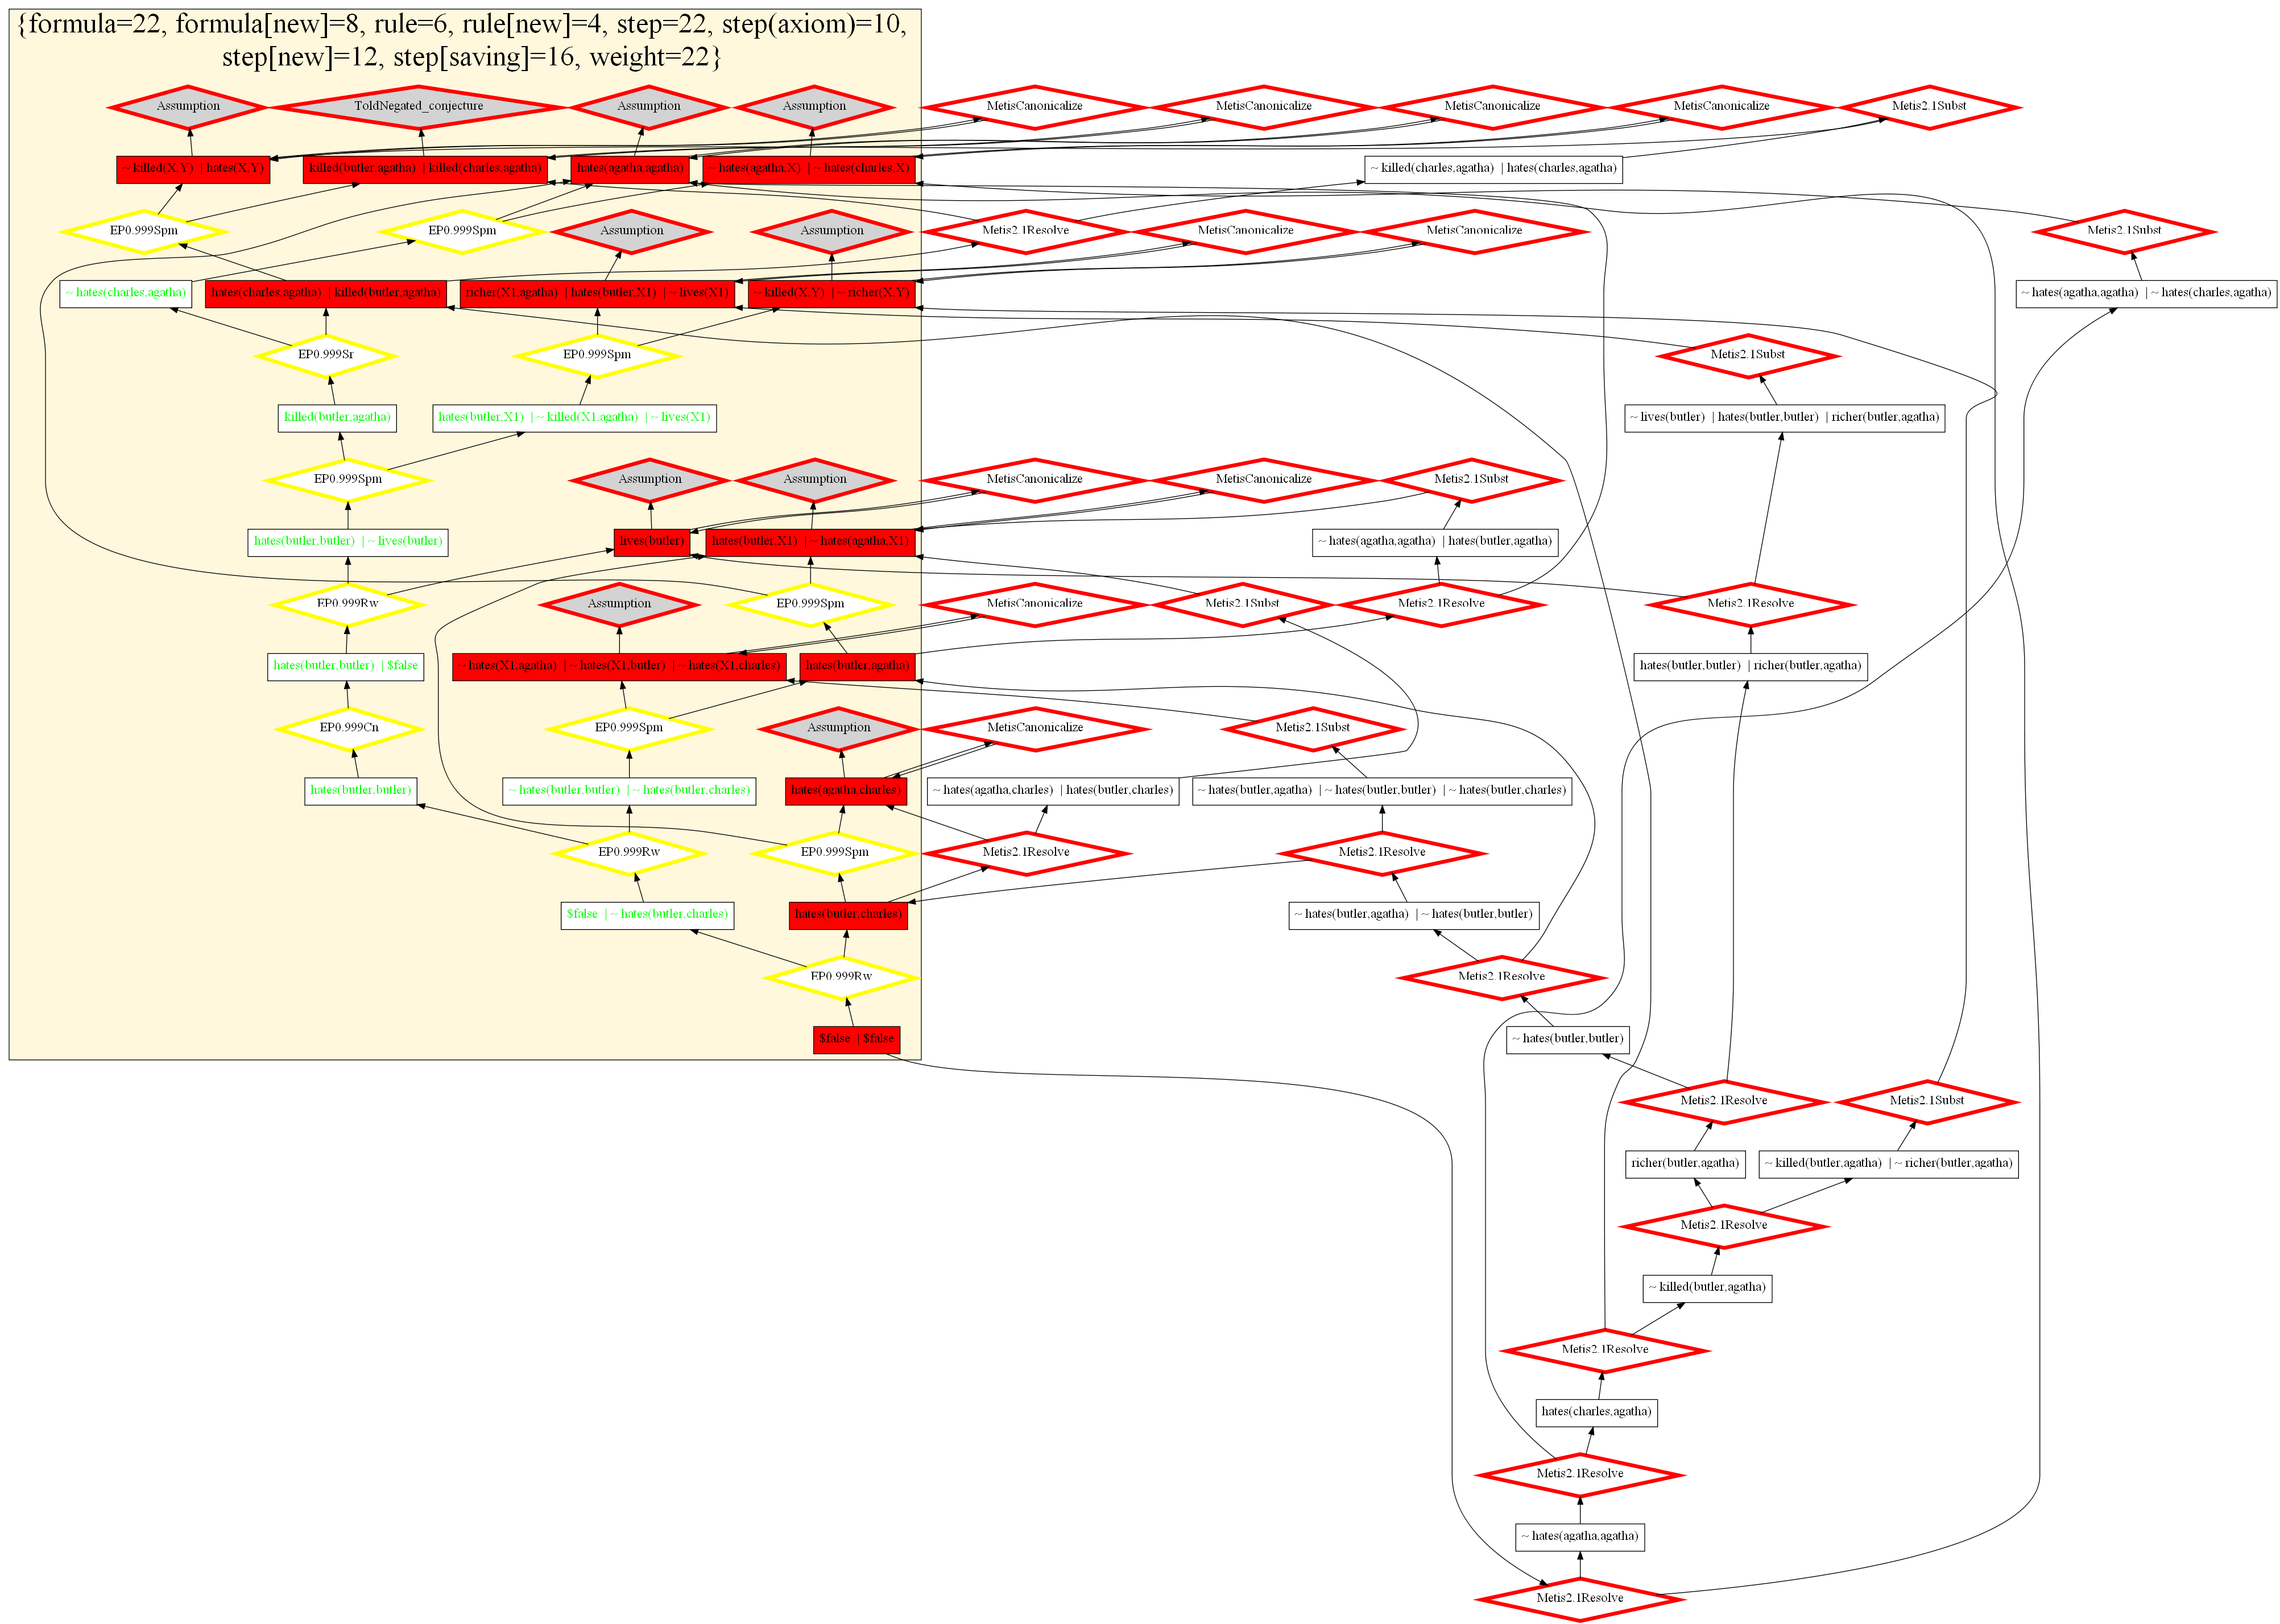 {formula=22, formula[new]=8, rule=6, rule[new]=4, step=22, step(axiom)=10,
step[new]=12, step[saving]=16, weight=22}
Assumption
ToldNegated_conjecture
Assumption
Assumption
MetisCanonicalize
MetisCanonicalize
MetisCanonicalize
MetisCanonicalize
Metis2.1Subst
~ killed(X,Y) | hates(X,Y)
killed(butler,agatha) | killed(charles,agatha)
hates(agatha,agatha)
~ hates(agatha,X) | ~ hates(charles,X)
~ killed(charles,agatha) | hates(charles,agatha)
EP0.999Spm
EP0.999Spm
Assumption
Assumption
Metis2.1Resolve
MetisCanonicalize
MetisCanonicalize
Metis2.1Subst
~ hates(charles,agatha)
hates(charles,agatha) | killed(butler,agatha)
richer(X1,agatha) | hates(butler,X1) | ~ lives(X1)
~ killed(X,Y) | ~ richer(X,Y)
~ hates(agatha,agatha) | ~ hates(charles,agatha)
EP0.999Sr
EP0.999Spm
Metis2.1Subst
killed(butler,agatha)
hates(butler,X1) | ~ killed(X1,agatha) | ~ lives(X1)
~ lives(butler) | hates(butler,butler) | richer(butler,agatha)
EP0.999Spm
Assumption
Assumption
MetisCanonicalize
MetisCanonicalize
Metis2.1Subst
hates(butler,butler) | ~ lives(butler)
lives(butler)
hates(butler,X1) | ~ hates(agatha,X1)
~ hates(agatha,agatha) | hates(butler,agatha)
EP0.999Rw
Assumption
EP0.999Spm
MetisCanonicalize
Metis2.1Subst
Metis2.1Resolve
Metis2.1Resolve
hates(butler,butler) | $false
~ hates(X1,agatha) | ~ hates(X1,butler) | ~ hates(X1,charles)
hates(butler,agatha)
hates(butler,butler) | richer(butler,agatha)
EP0.999Cn
EP0.999Spm
Assumption
MetisCanonicalize
Metis2.1Subst
hates(butler,butler)
~ hates(butler,butler) | ~ hates(butler,charles)
hates(agatha,charles)
~ hates(agatha,charles) | hates(butler,charles)
~ hates(butler,agatha) | ~ hates(butler,butler) | ~ hates(butler,charles)
EP0.999Rw
EP0.999Spm
Metis2.1Resolve
Metis2.1Resolve
$false | ~ hates(butler,charles)
hates(butler,charles)
~ hates(butler,agatha) | ~ hates(butler,butler)
EP0.999Rw
Metis2.1Resolve
$false | $false
~ hates(butler,butler)
Metis2.1Resolve
Metis2.1Subst
richer(butler,agatha)
~ killed(butler,agatha) | ~ richer(butler,agatha)
Metis2.1Resolve
~ killed(butler,agatha)
Metis2.1Resolve
hates(charles,agatha)
Metis2.1Resolve
~ hates(agatha,agatha)
Metis2.1Resolve